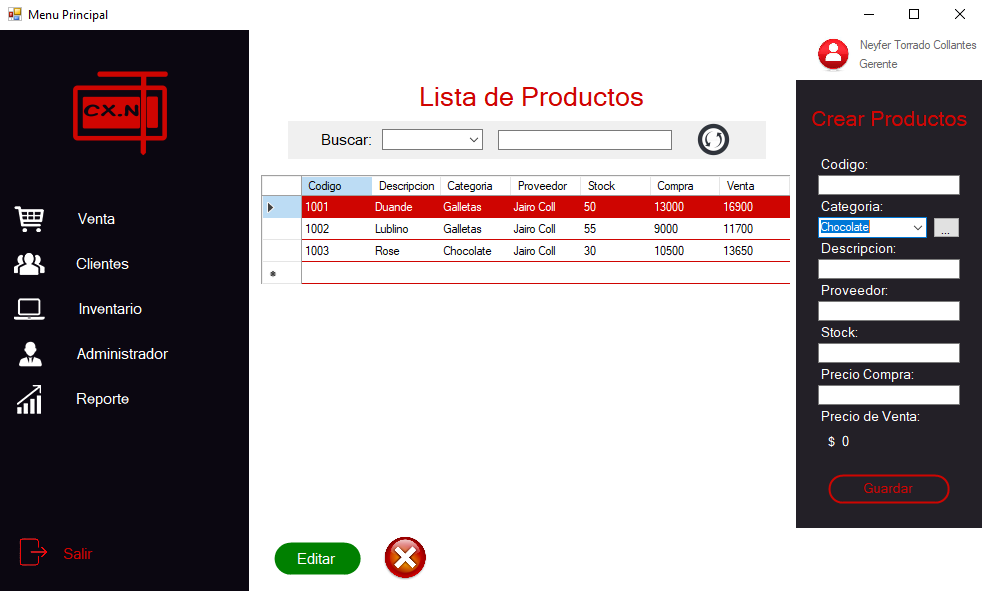 Menu Principal
Neyfer Torrado Collantes
Gerente
CX.N
Venta
Clientes
Inventario
Administrador
Reporte
Salir
Lista de Productos
Buscar:
Codigo Descripcion Categoria Proveedor Stock Compra Venta
1001 Duande Galletas Jairo Coll 50 13000 16900
1002 Lublino Galletas Jairo Coll 55 9000 11700
1003 Rose Chocolate Jairo Coll 30 10500 13650
Editar
Crear Productos
Codigo:
Categoria:
Chocolate ...
Descripcion:
Proveedor:
Stock:
Precio Compra:
Precio de Venta:
$ 0
Guardar